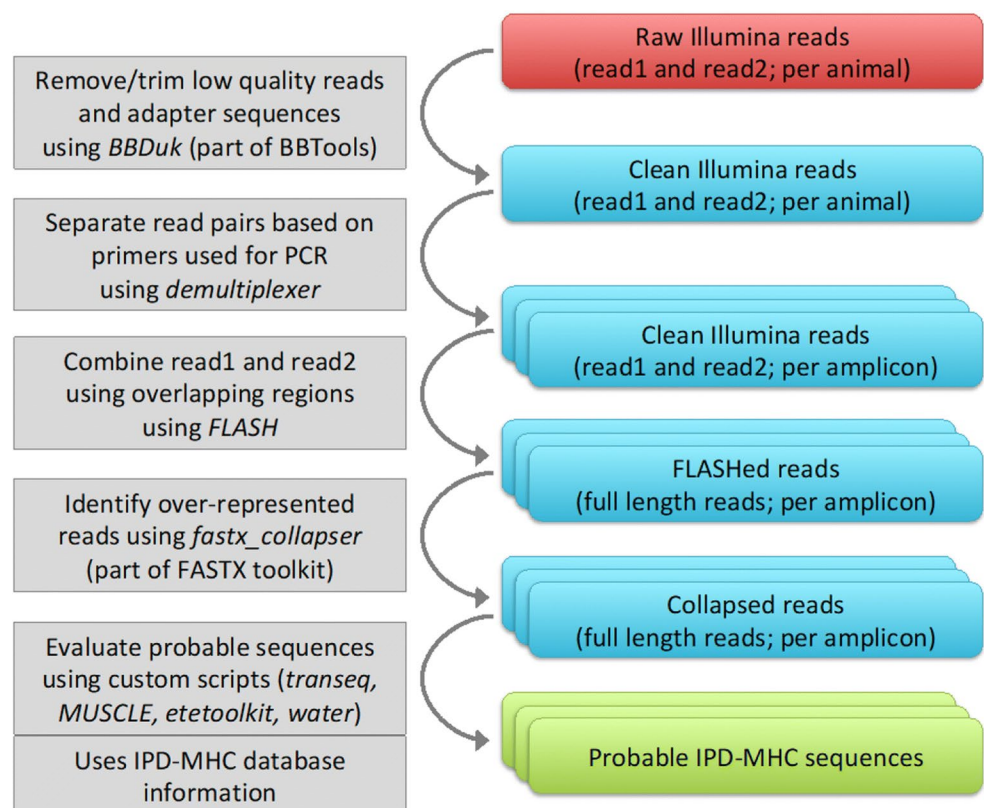 Raw Illumina reads
(read1 and read2; per animal)
Remove/trim low quality reads
and adapter sequences
using BBDuk (part of BBTools)
Clean Illumina reads
(read1 and read2; per animal)
Separate read pairs based on
primers used for PCR
using demultiplexer
Clean Illumina reads
(read1 and read2; per amplicon)
Combine read1 and read2
using overlapping regions
using FLASH
FLASHed reads
(full length reads; per amplicon)
Identify over-represented
reads using fastx_collapser
(part of FASTX toolkit)
Collapsed reads
(full length reads; per amplicon)
Evaluate probable sequences
using custom scripts (transeq,
MUSCLE, etetoolkit, water)
Uses IPD-MHC database
information
Probable IPD-MHC sequences